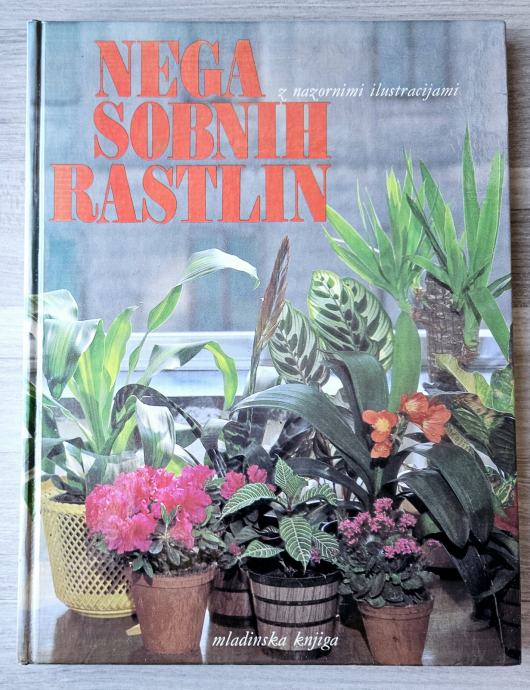 NEGA
z nazornimi ilustracijami
SOBNIH
RASTLIN
mladinska knjiga